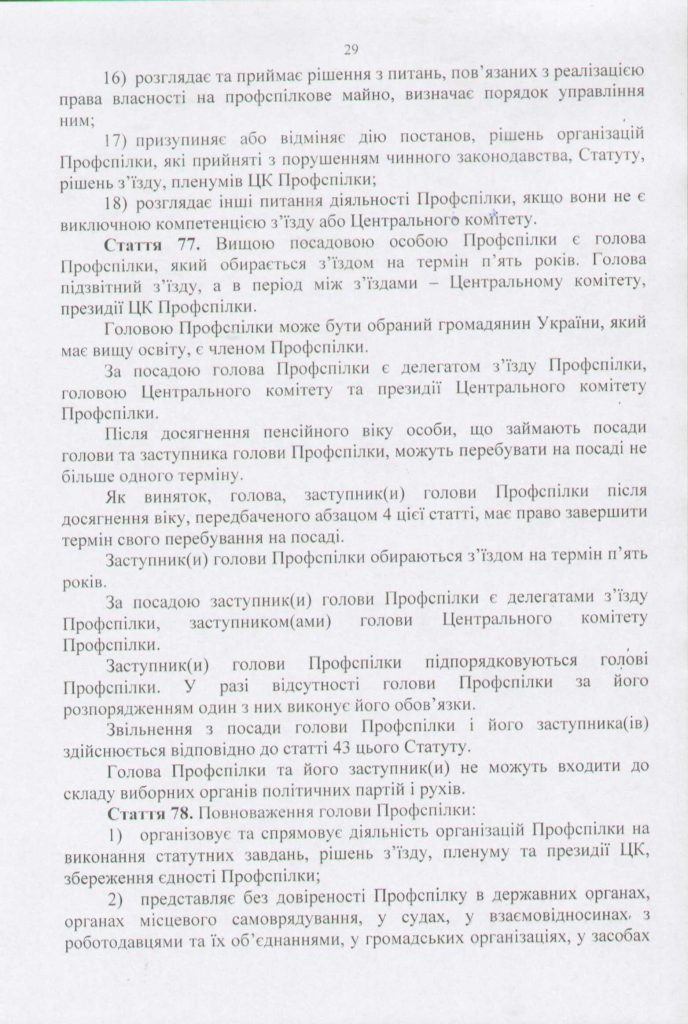 29
16) розглядає та приймає рішення з питань, пов’язаних з реалізацією
права власності на профспілкове майно, визначає порядок управління
ним;
17) призупиняє або відміняє дію постанов, рішень організацій
Профспілки, які прийняті з порушенням чинного законодавства, Статуту,
рішень з’їзду, пленумів ЦК Профспілки;
18) розглядає інші питання діяльності Профспілки, якщо вони не є
виключною компетенцією з’їзду або Центрального комітету.
Стаття 77. Вищою посадовою особою Профспілки є голова
Профспілки, який обирається з’їздом на термін п’ять років. Голова
підзвітний з’їзду, а в період між з’їздами – Центральному комітету,
президії ЦК Профспілки.
Головою Профспілки може бути обраний громадянин України, який
має вищу освіту, є членом Профспілки.
За посадою голова Профспілки є делегатом з’їзду Профспілки,
головою Центрального комітету та президії Центрального комітету
Профспілки.
Після досягнення пенсійного віку особи, що займають посади
голови та заступника голови Профспілки, можуть перебувати на посаді не
більше одного терміну.
Як виняток, голова, заступник(и) голови Профспілки після
досягнення віку, передбаченого абзацом 4 цієї статті, має право завершити
термін свого перебування на посаді.
Заступник(и) голови Профспілки обираються з’їздом на термін п’ять
років.
За посадою заступник(и) голови Профспілки є делегатами з’їзду
Профспілки, заступником(ами) голови Центрального комітету
Профспілки.
Заступник(и) голови Профспілки підпорядковуються голові
Профспілки. У разі відсутності голови Профспілки за його
розпорядженням один з них виконує його обов’язки.
Звільнення з посади голови Профспілки і його заступника(ів)
здійснюється відповідно до статті 43 цього Статуту.
Голова Профспілки та його заступник(и) не можуть входити до
складу виборних органів політичних партій і рухів.
Стаття 78. Повноваження голови Профспілки:
1) організовує та спрямовує діяльність організацій Профспілки на
виконання статутних завдань, рішень з’їзду, пленуму та президії ЦК,
збереження єдності Профспілки;
2) представляє без довіреності Профспілку в державних органах,
органах місцевого самоврядування, у судах, у взаємовідносинах з
роботодавцями та їх об’єднаннями, у громадських організаціях, у засобах